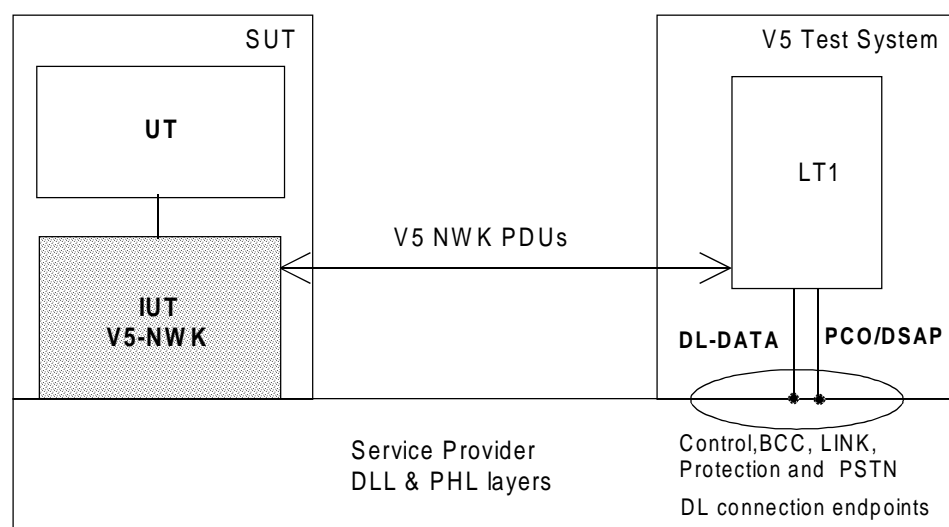 SUT
V5 Test System
UT
LT1
V5 NWK PDUs
IUT
V5-NWK
DL-DATA
PCO/DSAP
Service Provider
DLL & PHL layers
Control,BCC, LINK,
Protection and PSTN
DL connection endpoints